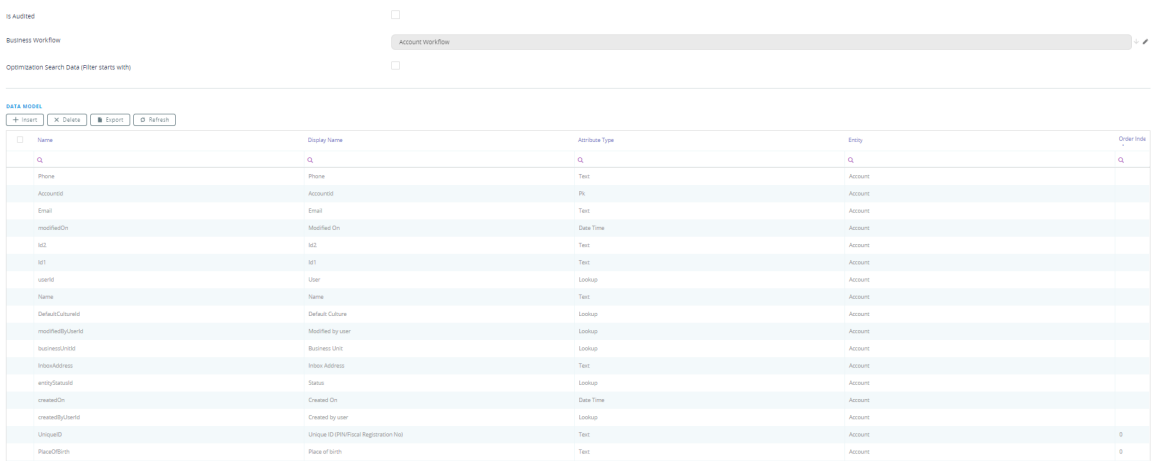 Is Audited
Business Workflow
Account Workflow
Optimization Search Data (Filter starts with)
DATA MODEL
+ Insert × Delete Export Refresh
Name Display Name Attribute Type Entity Order Inde
Phone Phone Text Account
AccountId AccountId Pk Account
Email Email Text Account
modifiedOn Modified On Date Time Account
Id2 Id2 Text Account
Id1 Id1 Text Account
userId User Lookup Account
Name Name Text Account
DefaultCultureId Default Culture Lookup Account
modifiedByUserId Modified by user Lookup Account
businessUnitId Business Unit Lookup Account
InboxAddress Inbox Address Text Account
entityStatusId Status Lookup Account
createdOn Created On Date Time Account
createdByUserId Created by user Lookup Account
UniqueID Unique ID (PIN/Fiscal Registration No) Text Account 0
PlaceOfBirth Place of birth Text Account 0